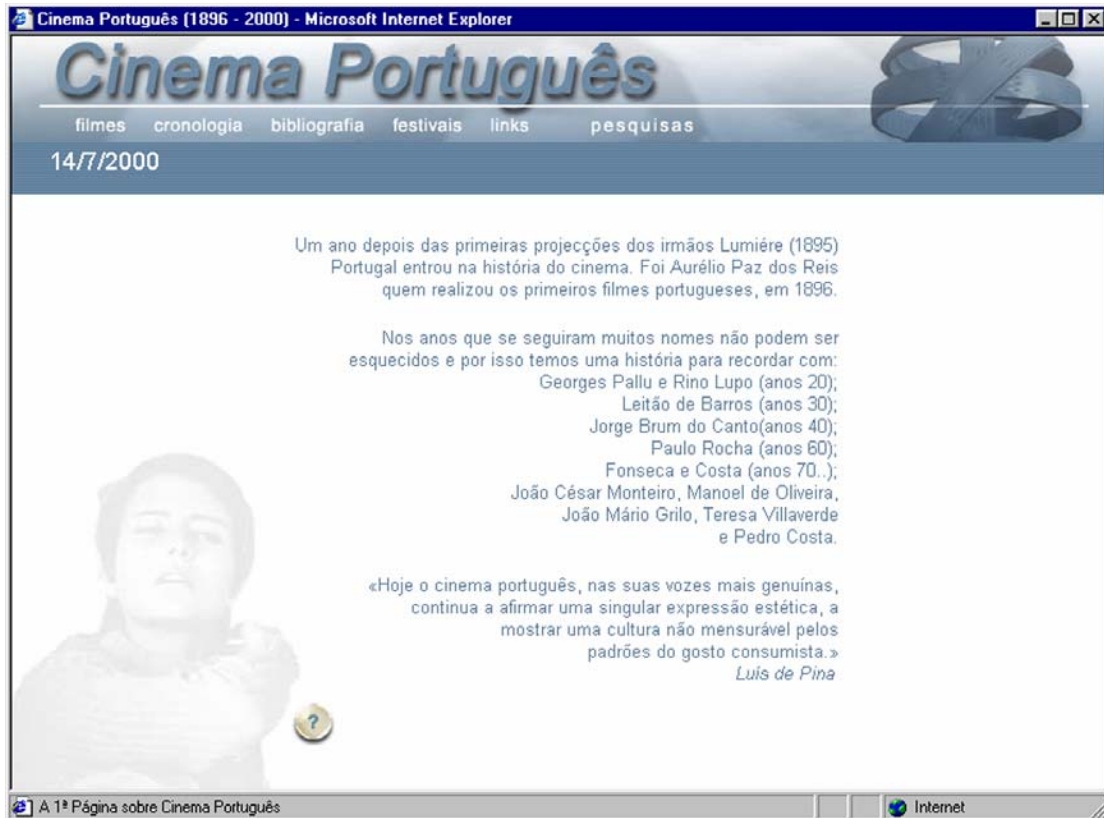 Cinema Português (1896 - 2000) - Microsoft Internet Explorer
Cinema Português
filmes cronologia bibliografia festivais links pesquisas
14/7/2000
Um ano depois das primeiras projecções dos irmãos Lumiére (1895)
Portugal entrou na história do cinema. Foi Aurélio Paz dos Reis
quem realizou os primeiros filmes portugueses, em 1896.
Nos anos que se seguiram muitos nomes não podem ser
esquecidos e por isso temos uma história para recordar com:
Georges Pallu e Rino Lupo (anos 20);
Leitão de Barros (anos 30);
Jorge Brum do Canto(anos 40);
Paulo Rocha (anos 60);
Fonseca e Costa (anos 70..);
João César Monteiro, Manoel de Oliveira,
João Mário Grilo, Teresa Villaverde
e Pedro Costa.
«Hoje o cinema português, nas suas vozes mais genuínas,
continua a afirmar uma singular expressão estética, a
mostrar uma cultura não mensurável pelos
padrões do gosto consumista.»
Luís de Pina
?
A 1ª Página sobre Cinema Português Internet